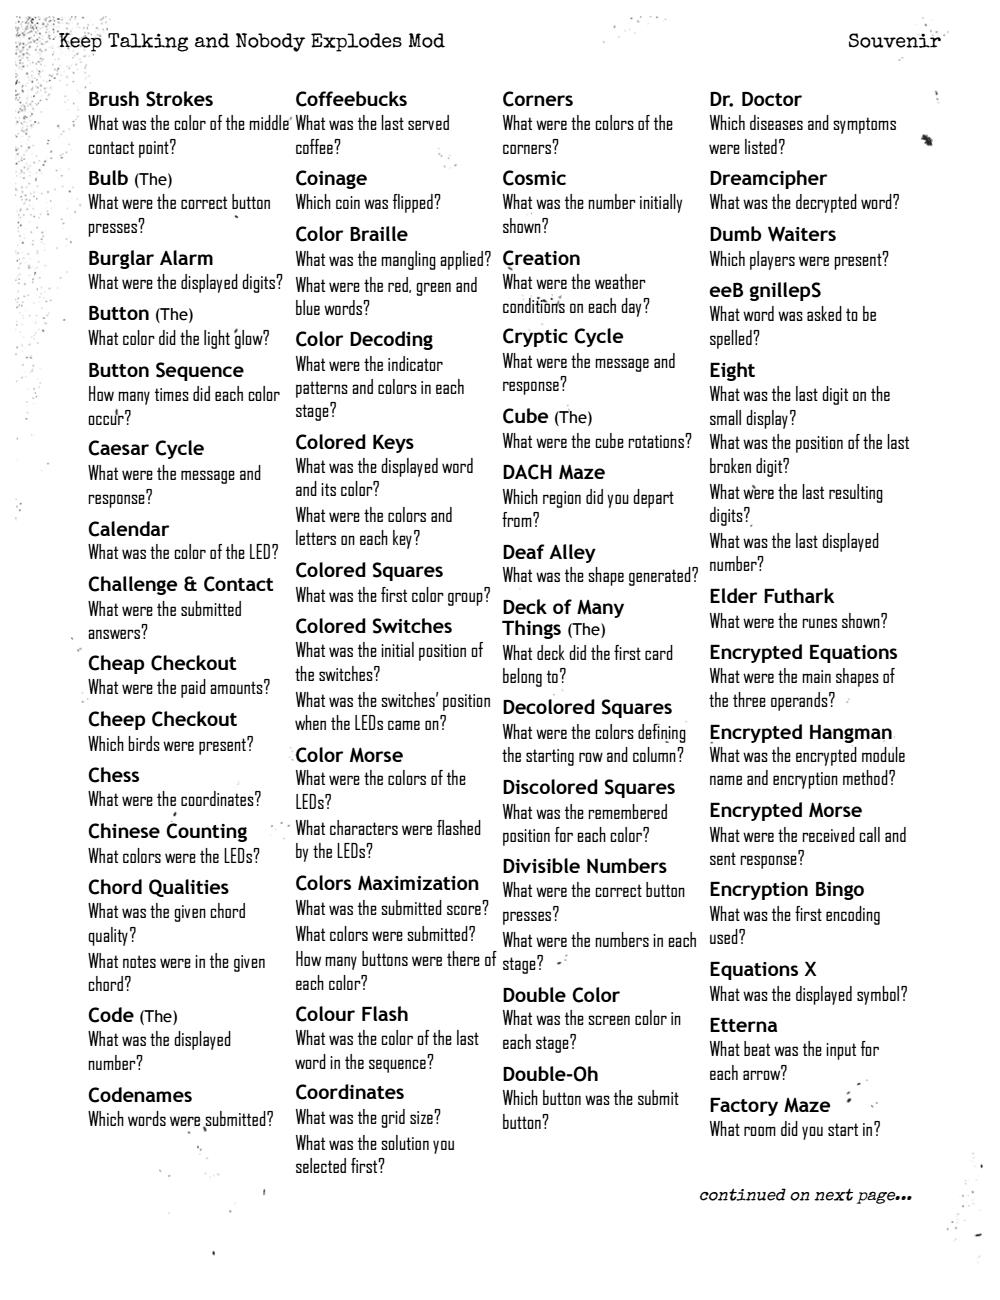 Keep Talking and Nobody Explodes Mod
Souvenir
Brush Strokes
What was the color of the middle
contact point?
Bulb (The)
What were the correct button
presses?
Burglar Alarm
What were the displayed digits?
Button (The)
What color did the light glow?
Button Sequence
How many times did each color
occur?
Caesar Cycle
What were the message and
response?
Calendar
What was the color of the LED?
Challenge & Contact
What were the submitted
answers?
Cheap Checkout
What were the paid amounts?
Cheep Checkout
Which birds were present?
Chess
What were the coordinates?
Chinese Counting
What colors were the LEDs?
Chord Qualities
What was the given chord
quality?
What notes were in the given
chord?
Code (The)
What was the displayed
number?
Codenames
Which words were submitted?
Coffeebucks
What was the last served
coffee?
Coinage
Which coin was flipped?
Color Braille
What was the mangling applied?
What were the red, green and
blue words?
Color Decoding
What were the indicator
patterns and colors in each
stage?
Colored Keys
What was the displayed word
and its color?
What were the colors and
letters on each key?
Colored Squares
What was the first color group?
Colored Switches
What was the initial position of
the switches?
What was the switches' position
when the LEDs came on?
Color Morse
What were the colors of the
LEDs?
What characters were flashed
by the LEDs?
Colors Maximization
What was the submitted score?
What colors were submitted?
How many buttons were there of
each color?
Colour Flash
What was the color of the last
word in the sequence?
Coordinates
What was the grid size?
What was the solution you
selected first?
Corners
What were the colors of the
corners?
Cosmic
What was the number initially
shown?
Creation
What were the weather
conditions on each day?
Cryptic Cycle
What were the message and
response?
Cube (The)
What were the cube rotations?
DACH Maze
Which region did you depart
from?
Deaf Alley
What was the shape generated?
Deck of Many
Things (The)
What deck did the first card
belong to?
Decolored Squares
What were the colors defining
the starting row and column?
Discolored Squares
What was the remembered
position for each color?
Divisible Numbers
What were the correct button
presses?
What were the numbers in each
stage?
Double Color
What was the screen color in
each stage?
Double-Oh
Which button was the submit
button?
Dr. Doctor
Which diseases and symptoms
were listed?
Dreamcipher
What was the decrypted word?
Dumb Waiters
Which players were present?
eeB gnillepS
What word was asked to be
spelled?
Eight
What was the last digit on the
small display?
What was the position of the last
broken digit?
What were the last resulting
digits?
What was the last displayed
number?
Elder Futhark
What were the runes shown?
Encrypted Equations
What were the main shapes of
the three operands?
Encrypted Hangman
What was the encrypted module
name and encryption method?
Encrypted Morse
What were the received call and
sent response?
Encryption Bingo
What was the first encoding
used?
Equations X
What was the displayed symbol?
Etterna
What beat was the input for
each arrow?
Factory Maze
What room did you start in?
continued on next page...